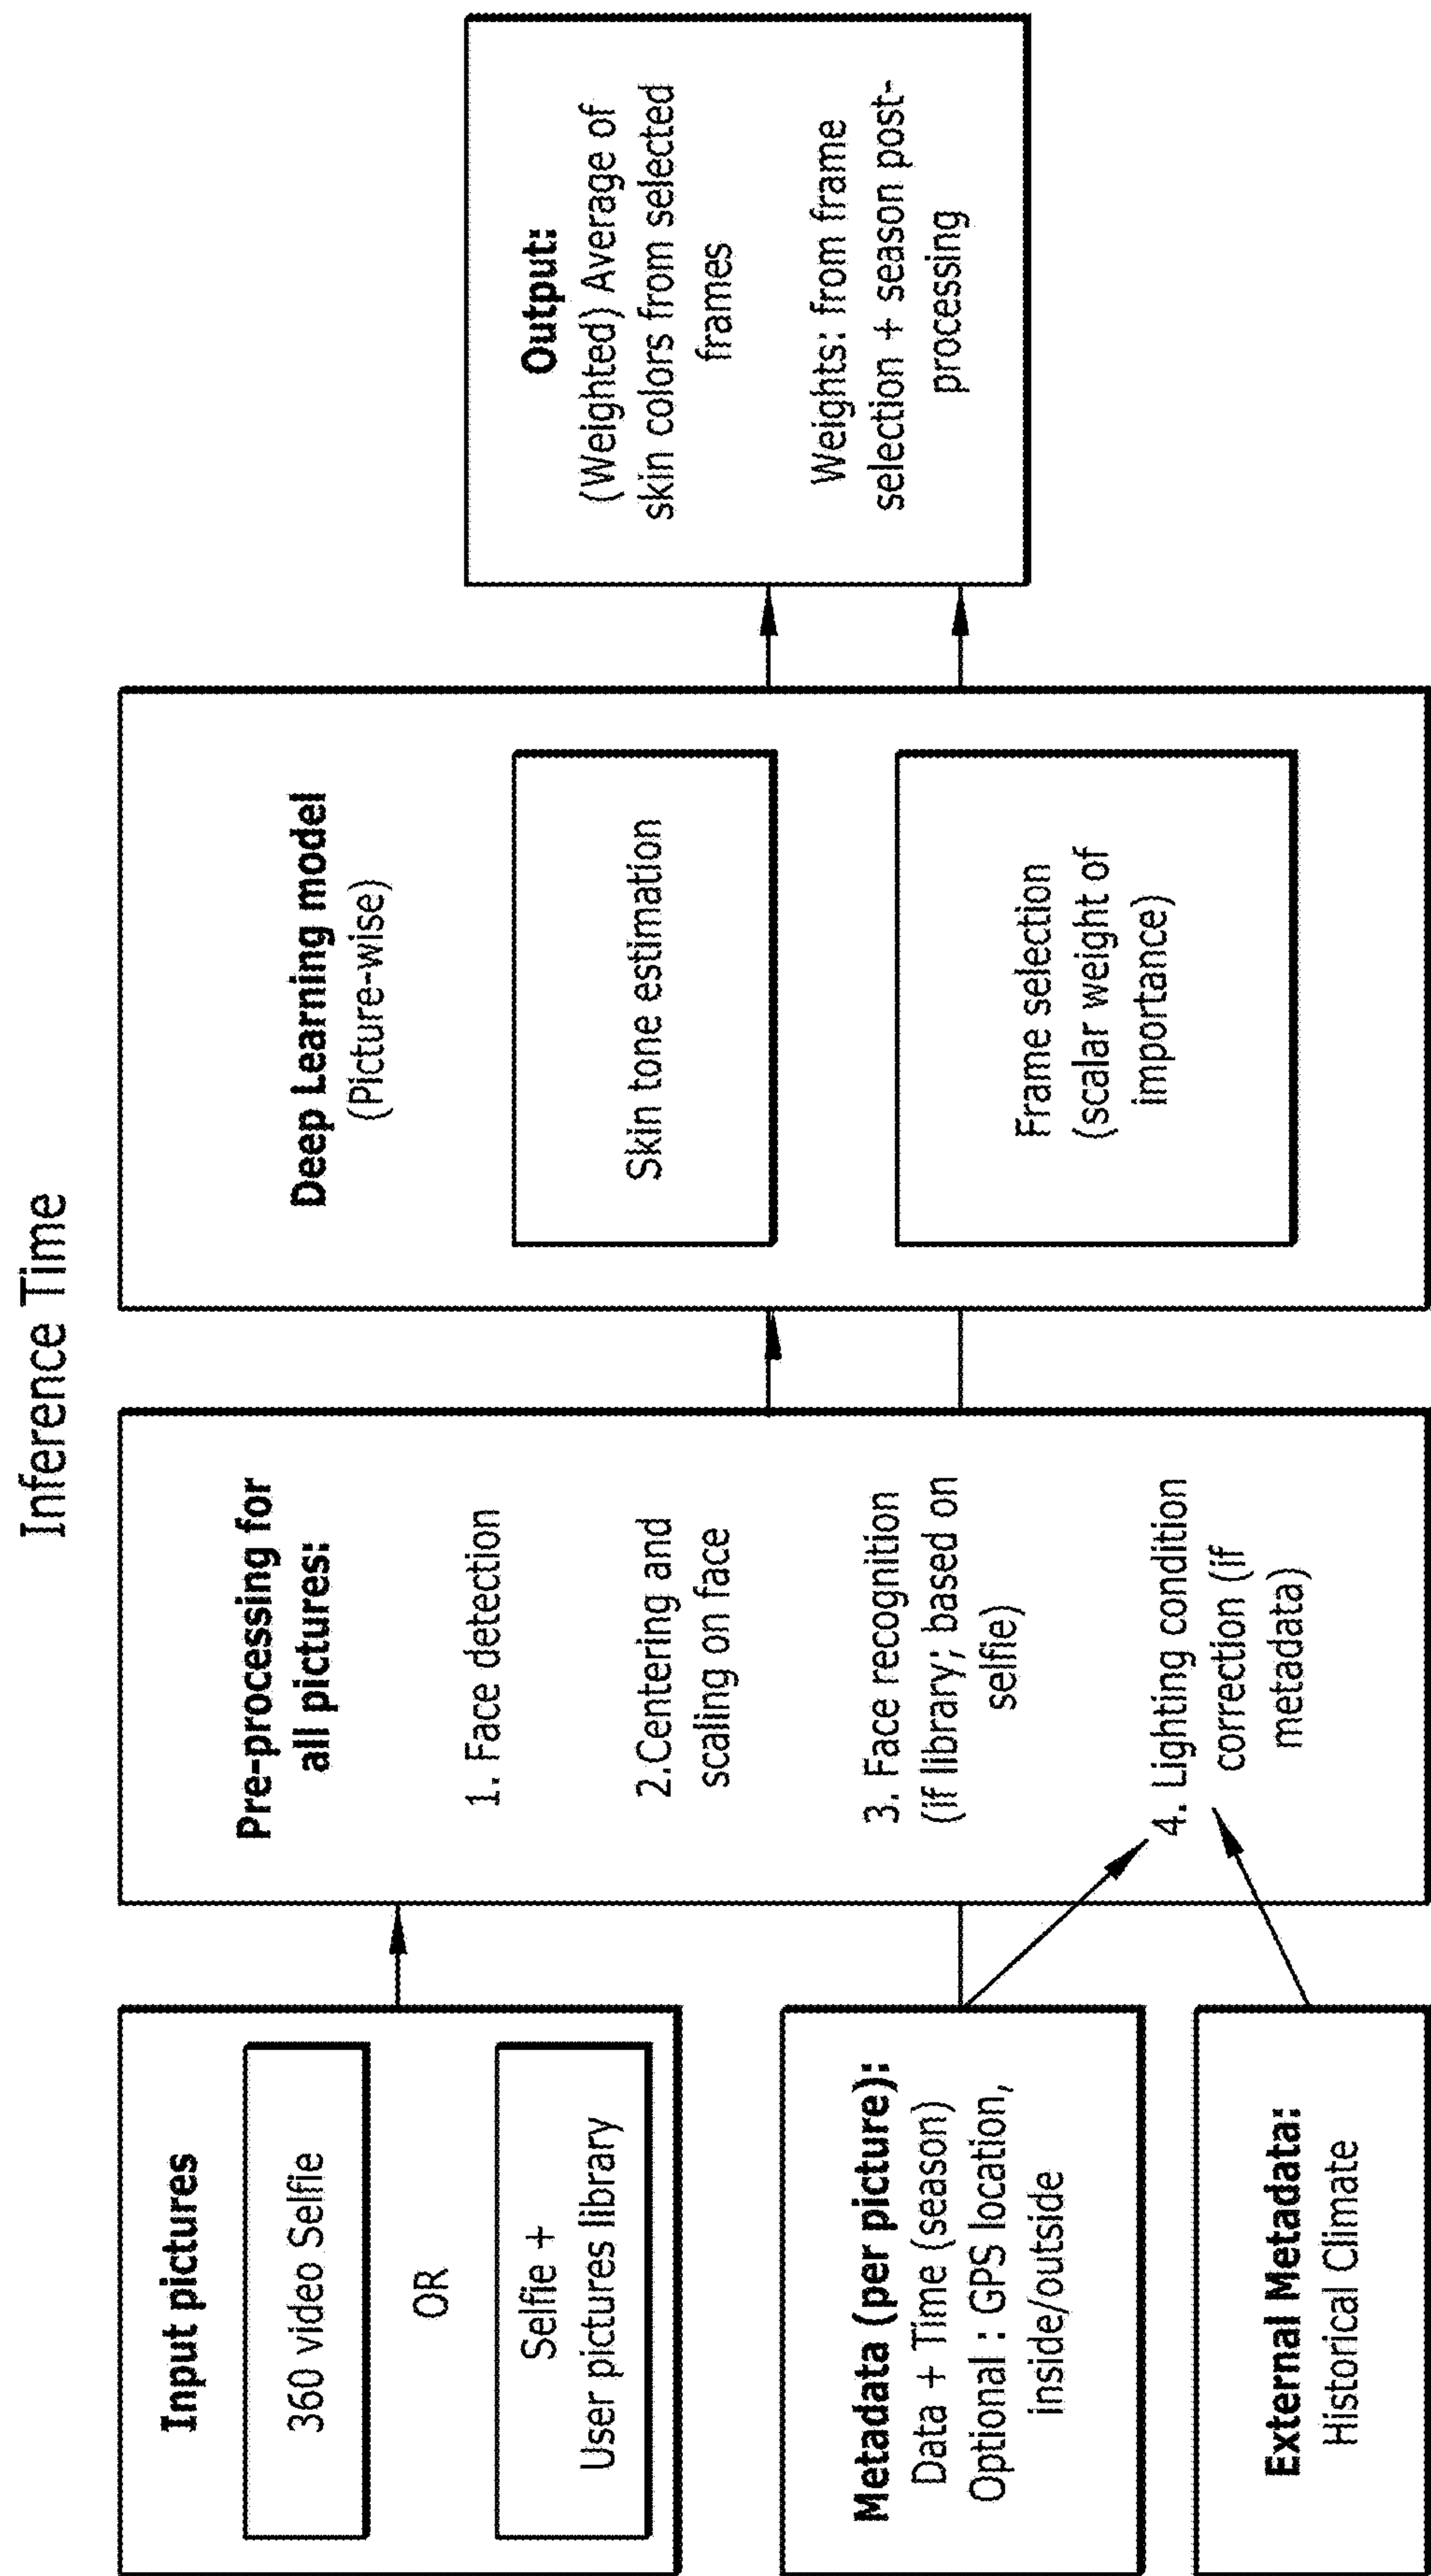 Inference Time
Input pictures
360 video Selfie
OR
Selfie +
User pictures library
Metadata (per picture):
Data + Time (season)
Optional : GPS location,
inside/outside
External Metadata:
Historical Climate
Pre-processing for
all pictures:
1. Face detection
2.Centering and
scaling on face
3. Face recognition
(if library; based on
selfie)
4. Lighting condition
correction (if
metadata)
Deep Learning model
(Picture-wise)
Skin tone estimation
Frame selection
(scalar weight of
importance)
Output:
(Weighted) Average of
skin colors from selected
frames
Weights: from frame
selection + season post-
processing